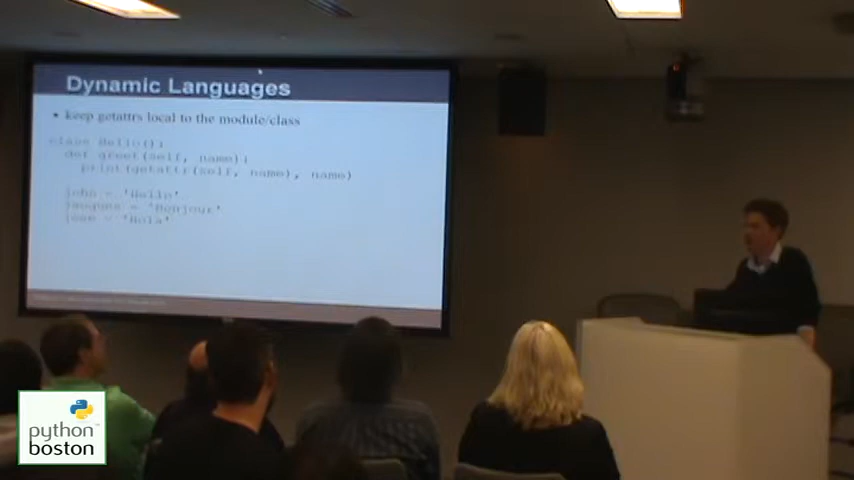 Dynamic Languages
• keep getattrs local to the module/class
class Hello():
def greet(self, name):
print(getattr(self, name), name)
john = 'Hello'
jacques = 'Bonjour'
jose = 'Hola'
python
boston